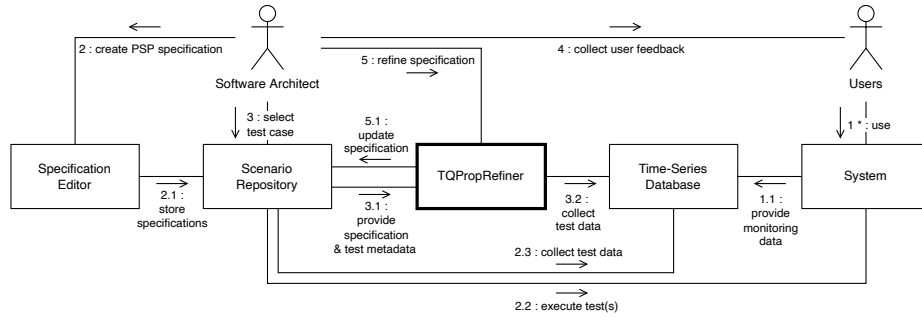 2 : create PSP specification
4 : collect user feedback
5 : refine specification
Software Architect
Users
3 : select
test case
5.1 :
update
specification
1 * : use
Specification
Editor
Scenario
Repository
TQPropRefiner
Time-Series
Database
System
2.1 :
store
specifications
3.1 :
provide
specification
& test metadata
3.2 :
collect
test data
1.1 :
provide
monitoring
data
2.3 : collect test data
2.2 : execute test(s)